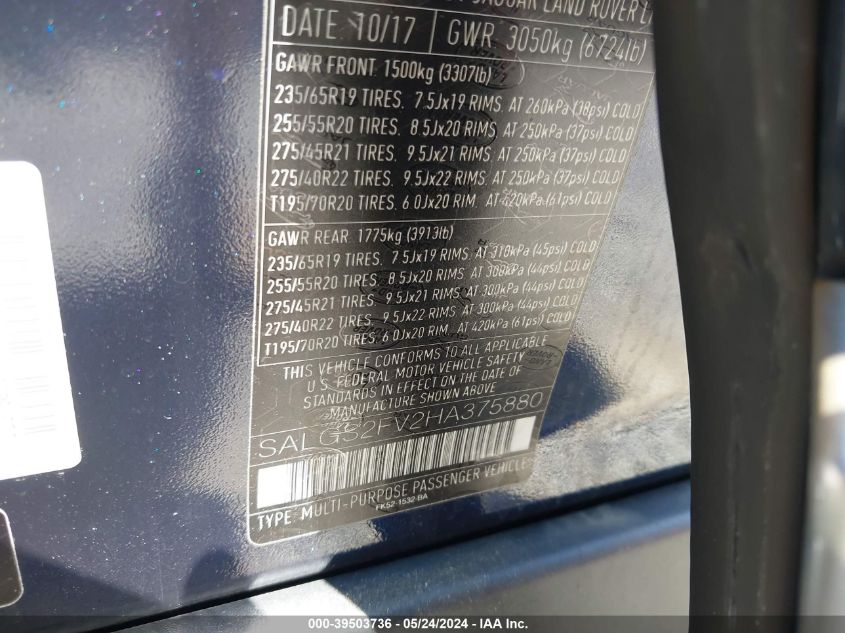 JAGUAR LAND ROVER
DATE 10/17 GWR 3050kg (6724lb)
GAWR FRONT 1500kg (3307lb)
235/65R19 TIRES. 7.5Jx19 RIMS AT 260kPa (38psi) COLD
255/55R20 TIRES. 8.5Jx20 RIMS AT 250kPa (37psi) COLD
275/45R21 TIRES. 9.5Jx21 RIMS AT 250kPa (37psi) COLD
275/40R22 TIRES. 9.5Jx22 RIMS. AT 250kPa (37psi) COLD
T195/70R20 TIRES. 6.0Jx20 RIM. AT 420kPa (61psi) COLD
GAWR REAR 1775kg (3913lb)
235/65R19 TIRES. 7.5Jx19 RIMS AT 310kPa (45psi) COLD
255/55R20 TIRES. 8.5Jx20 RIMS AT 300kPa (44psi) COLD
275/45R21 TIRES. 9.5Jx21 RIMS AT 300kPa (44psi) COLD
275/40R22 TIRES. 9.5Jx22 RIMS AT 300kPa (44psi) COLD
T195/70R20 TIRES. 6.0Jx20 RIM. AT 420kPa (61psi) COLD
THIS VEHICLE CONFORMS TO ALL APPLICABLE
U.S. FEDERAL MOTOR VEHICLE SAFETY
STANDARDS IN EFFECT ON THE DATE OF
MANUFACTURE SHOWN ABOVE
SALGS2FV2HA375880
TYPE: MULTI-PURPOSE PASSENGER VEHICLE
FK52-1532-BA
000-39503736 - 05/24/2024 - IAA Inc.